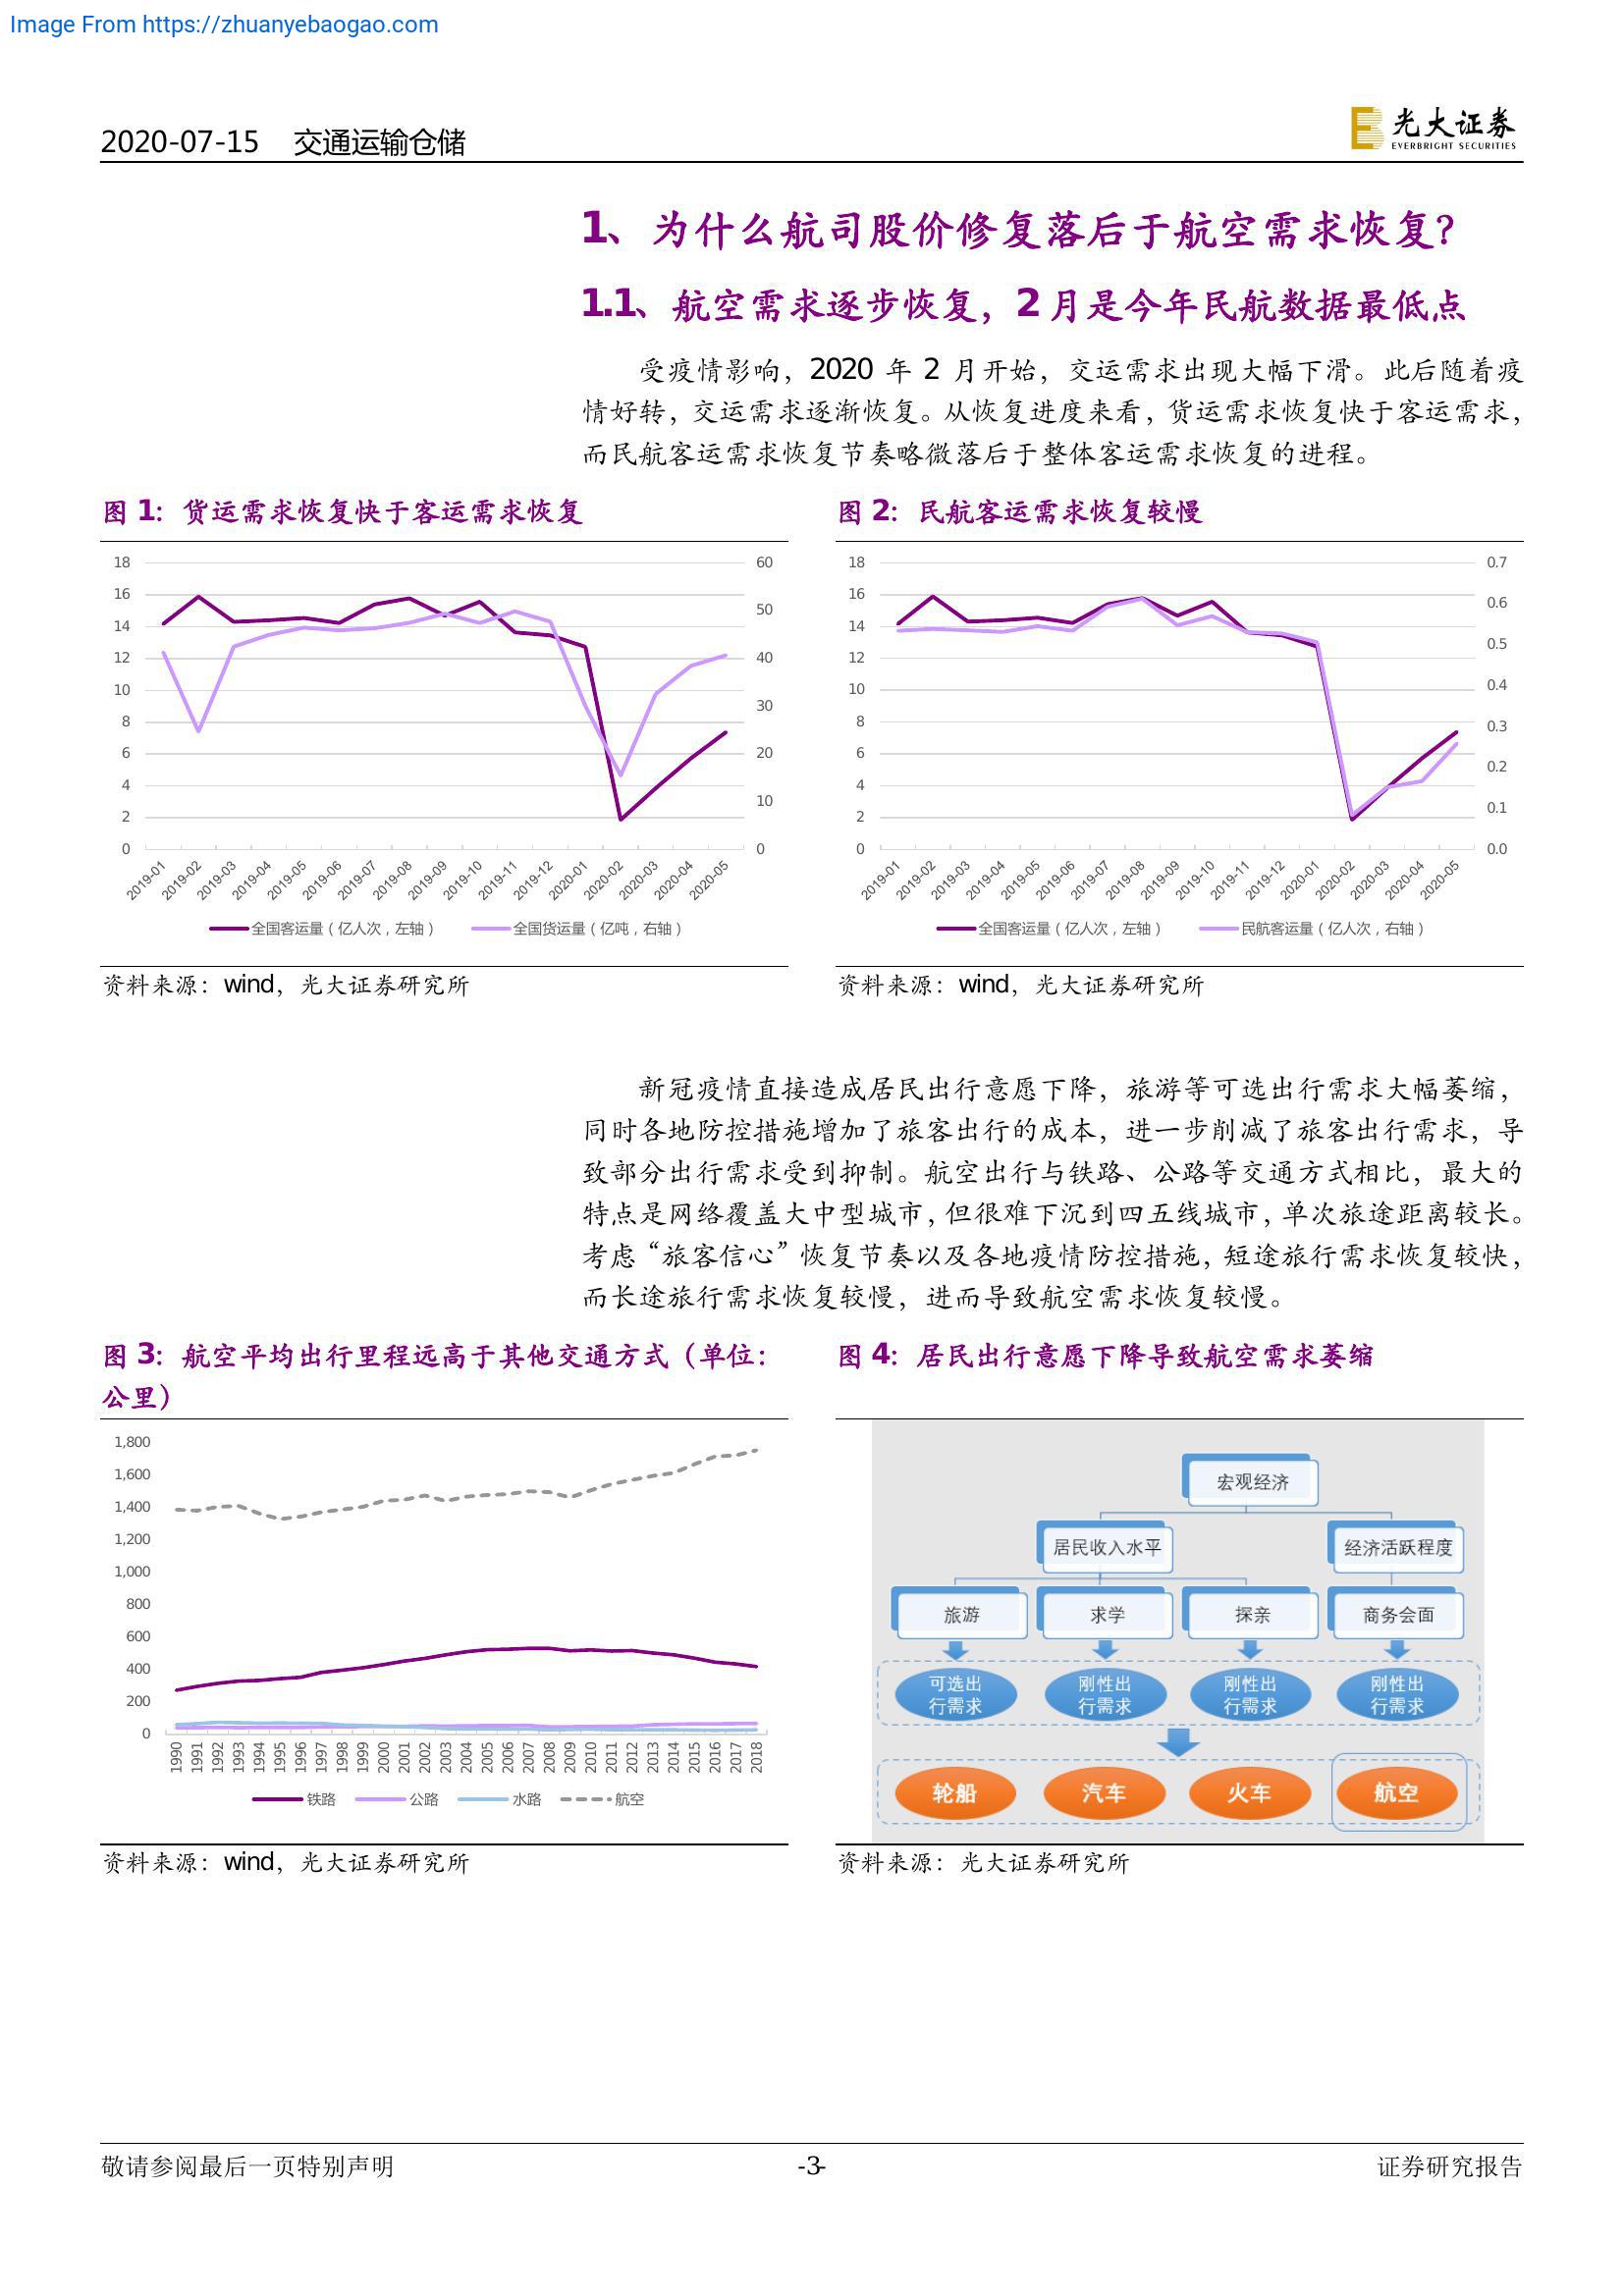 Image From https://zhuanyebaogao.com
2020-07-15 交通运输仓储
光大证券
EVERBRIGHT SECURITIES
1、为什么航司股价修复落后于航空需求恢复？
1.1、航空需求逐步恢复，2 月是今年民航数据最低点
受疫情影响，2020 年 2 月开始，交运需求出现大幅下滑。此后随着疫
情好转，交运需求逐渐恢复。从恢复进度来看，货运需求恢复快于客运需求，
而民航客运需求恢复节奏略微落后于整体客运需求恢复的进程。
图 1：货运需求恢复快于客运需求恢复
18
16
14
12
10
8
6
4
2
0
60
50
40
30
20
10
0
2019-01 2019-02 2019-03 2019-04 2019-05 2019-06 2019-07 2019-08 2019-09 2019-10 2019-11 2019-12 2020-01 2020-02 2020-03 2020-04 2020-05
全国客运量（亿人次，左轴） 全国货运量（亿吨，右轴）
资料来源：wind，光大证券研究所
图 2：民航客运需求恢复较慢
18
16
14
12
10
8
6
4
2
0
0.7
0.6
0.5
0.4
0.3
0.2
0.1
0.0
2019-01 2019-02 2019-03 2019-04 2019-05 2019-06 2019-07 2019-08 2019-09 2019-10 2019-11 2019-12 2020-01 2020-02 2020-03 2020-04 2020-05
全国客运量（亿人次，左轴） 民航客运量（亿人次，右轴）
资料来源：wind，光大证券研究所
新冠疫情直接造成居民出行意愿下降，旅游等可选出行需求大幅萎缩，
同时各地防控措施增加了旅客出行的成本，进一步削减了旅客出行需求，导
致部分出行需求受到抑制。航空出行与铁路、公路等交通方式相比，最大的
特点是网络覆盖大中型城市，但很难下沉到四五线城市，单次旅途距离较长。
考虑“旅客信心”恢复节奏以及各地疫情防控措施，短途旅行需求恢复较快，
而长途旅行需求恢复较慢，进而导致航空需求恢复较慢。
图 3：航空平均出行里程远高于其他交通方式（单位：
公里）
1,800
1,600
1,400
1,200
1,000
800
600
400
200
0
1990 1991 1992 1993 1994 1995 1996 1997 1998 1999 2000 2001 2002 2003 2004 2005 2006 2007 2008 2009 2010 2011 2012 2013 2014 2015 2016 2017 2018
铁路 公路 水路 航空
资料来源：wind，光大证券研究所
图 4：居民出行意愿下降导致航空需求萎缩
宏观经济
居民收入水平 经济活跃程度
旅游 求学 探亲 商务会面
可选出 刚性出 刚性出 刚性出
行需求 行需求 行需求 行需求
轮船 汽车 火车 航空
资料来源：光大证券研究所
敬请参阅最后一页特别声明 -3- 证券研究报告